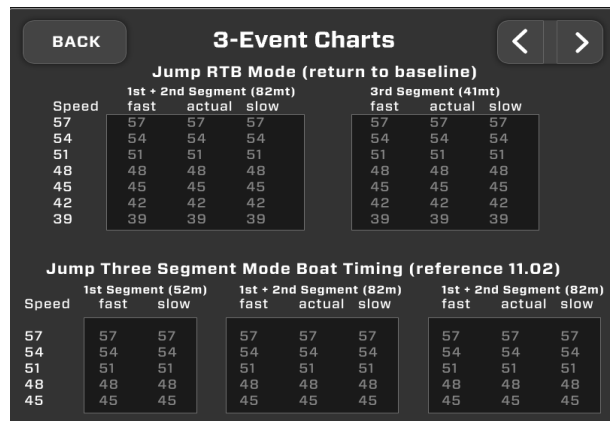 BACK 3-Event Charts < >
Jump RTB Mode (return to baseline)
1st + 2nd Segment (82mt) 3rd Segment (41mt)
Speed fast actual slow fast actual slow
57 57 57 57 57 57 57
54 54 54 54 54 54 54
51 51 51 51 51 51 51
48 48 48 48 48 48 48
45 45 45 45 45 45 45
42 42 42 42 42 42 42
39 39 39 39 39 39 39
Jump Three Segment Mode Boat Timing (reference 11.02)
1st Segment (52m) 1st + 2nd Segment (82m) 1st + 2nd Segment (82m)
Speed fast slow fast actual slow fast actual slow
57 57 57 57 57 57 57 57 57
54 54 54 54 54 54 54 54 54
51 51 51 51 51 51 51 51 51
48 48 48 48 48 48 48 48 48
45 45 45 45 45 45 45 45 45